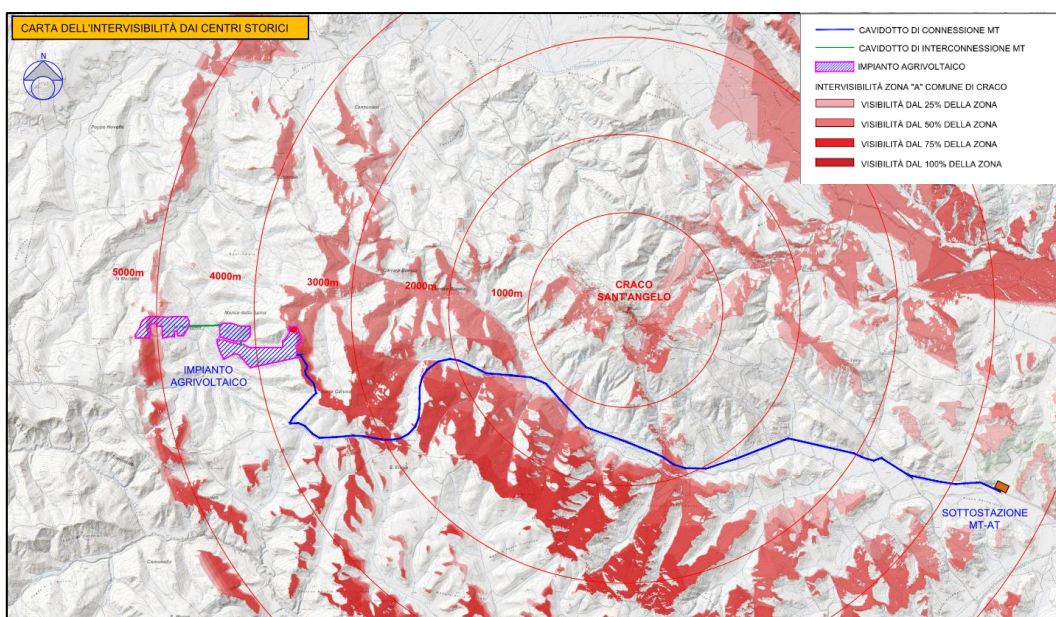 CARTA DELL'INTERVISIBILITÀ DAI CENTRI STORICI
N
CAVIDOTTO DI CONNESSIONE MT
CAVIDOTTO DI INTERCONNESSIONE MT
IMPIANTO AGRIVOLTAICO
INTERVISIBILITÀ ZONA "A" COMUNE DI CRACO
VISIBILITÀ DAL 25% DELLA ZONA
VISIBILITÀ DAL 50% DELLA ZONA
VISIBILITÀ DAL 75% DELLA ZONA
VISIBILITÀ DAL 100% DELLA ZONA
5000m
4000m
3000m
2000m
1000m
CRACO
SANT'ANGELO
IMPIANTO
AGRIVOLTAICO
SOTTOSTAZIONE
MT-AT